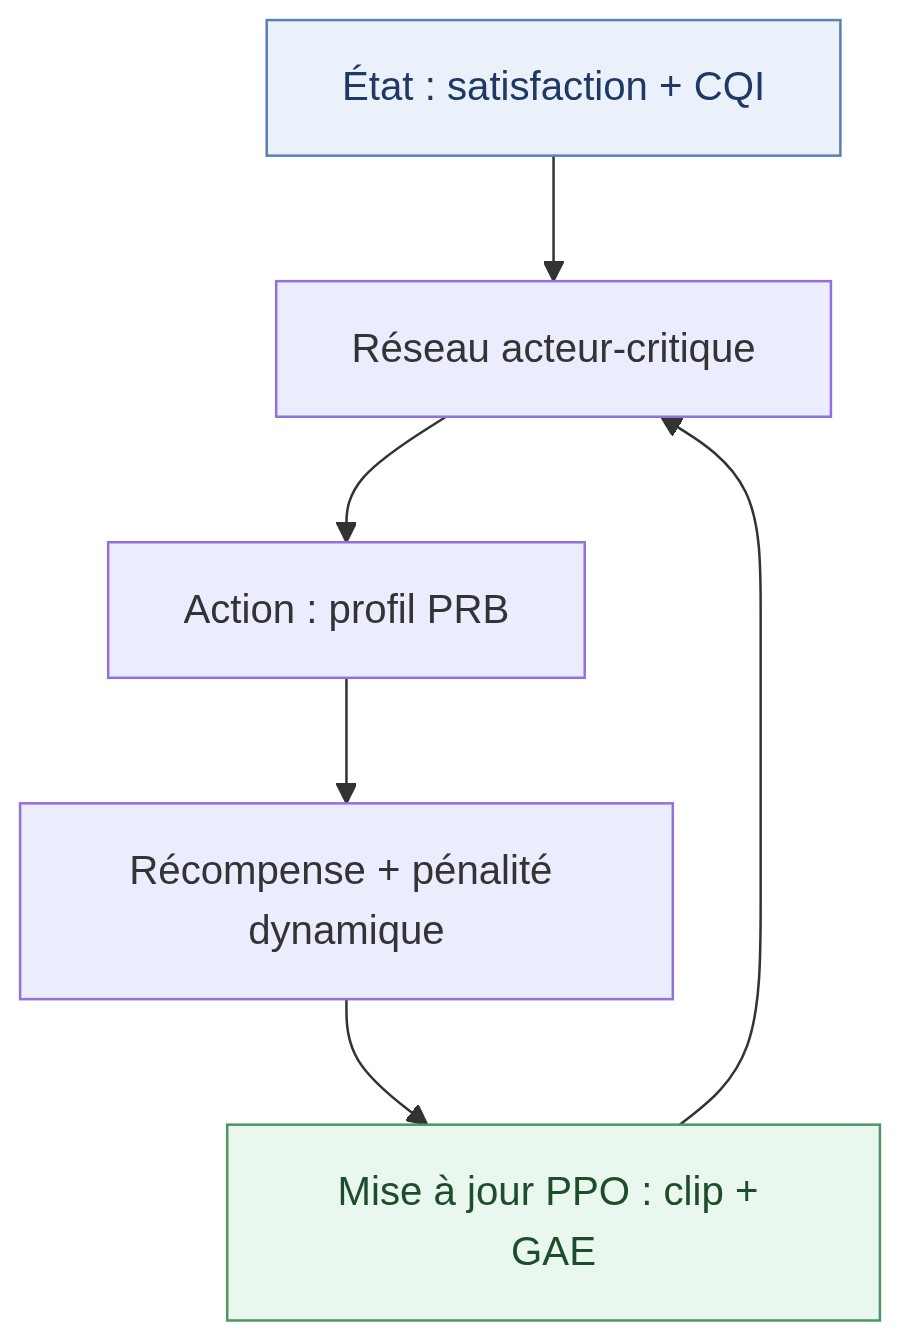 État : satisfaction + CQI
Réseau acteur-critique
Action : profil PRB
Récompense + pénalité
dynamique
Mise à jour PPO : clip +
GAE